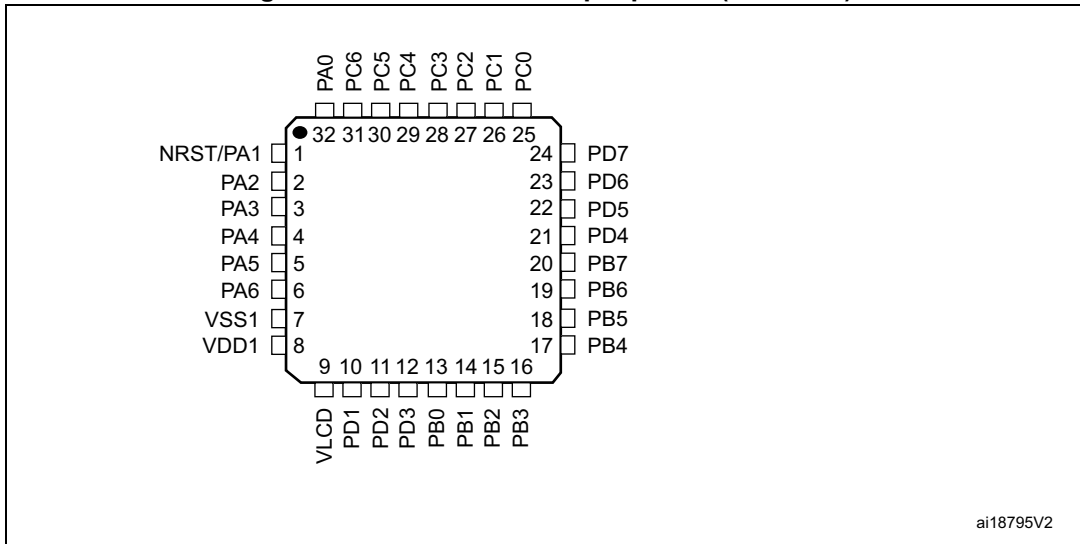 PA0
PC6
PC5
PC4
PC3
PC2
PC1
PC0
32 31 30 29 28 27 26 25
NRST/PA1 1 24 PD7
PA2 2 23 PD6
PA3 3 22 PD5
PA4 4 21 PD4
PA5 5 20 PB7
PA6 6 19 PB6
VSS1 7 18 PB5
VDD1 8 17 PB4
9 10 11 12 13 14 15 16
VLCD
PD1
PD2
PD3
PB0
PB1
PB2
PB3
ai18795V2